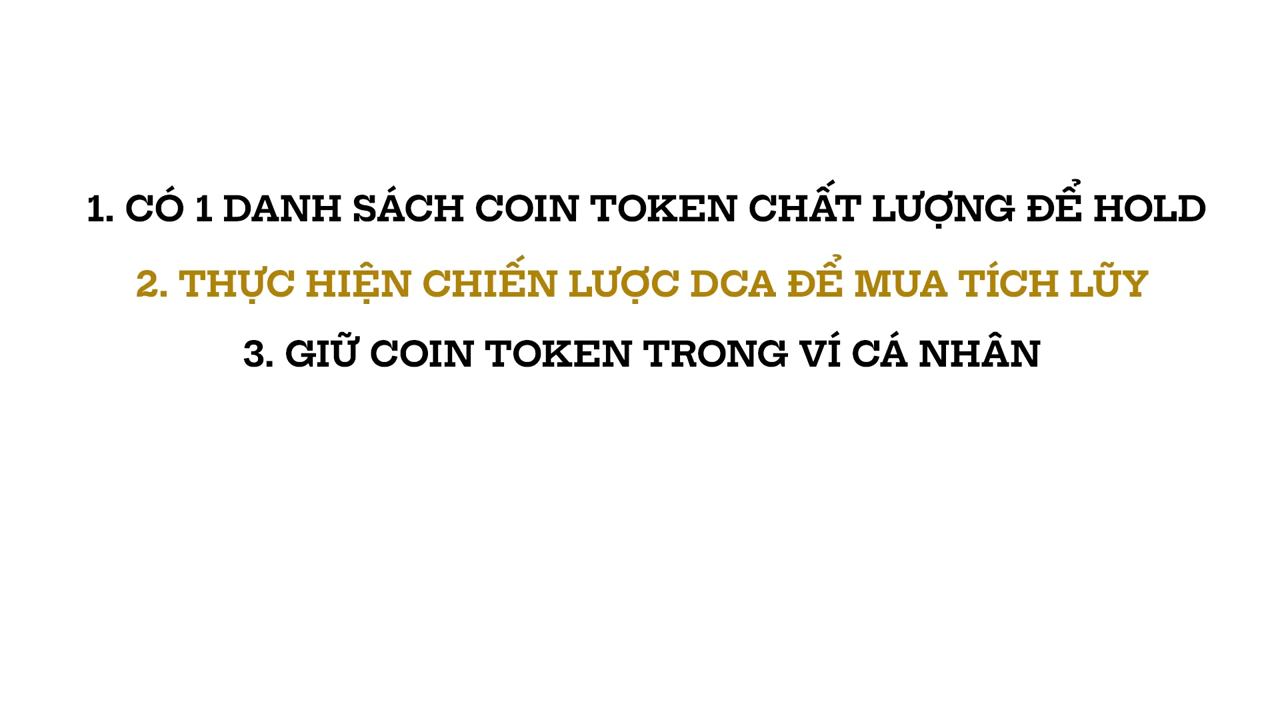 1. CÓ 1 DANH SÁCH COIN TOKEN CHẤT LƯỢNG ĐỂ HOLD
2. THỰC HIỆN CHIẾN LƯỢC DCA ĐỂ MUA TÍCH LŨY
3. GIỮ COIN TOKEN TRONG VÍ CÁ NHÂN